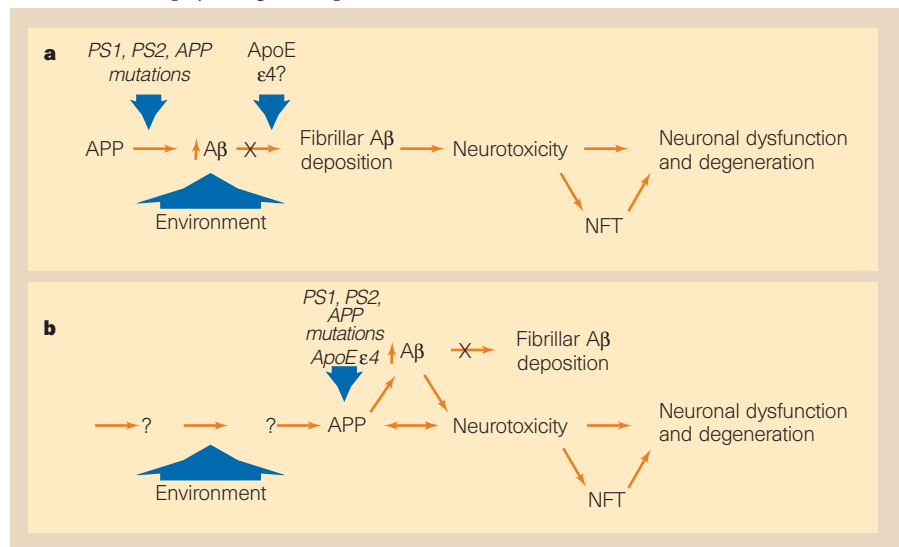 a
PS1, PS2, APP
mutations
ApoE
ε4?
APP
Aβ
X
Fibrillar Aβ
deposition
Neurotoxicity
Neuronal dysfunction
and degeneration
Environment
NFT
b
PS1, PS2,
APP
mutations
ApoE ε4
Aβ
X
Fibrillar Aβ
deposition
?
?
APP
Neurotoxicity
Neuronal dysfunction
and degeneration
Environment
NFT